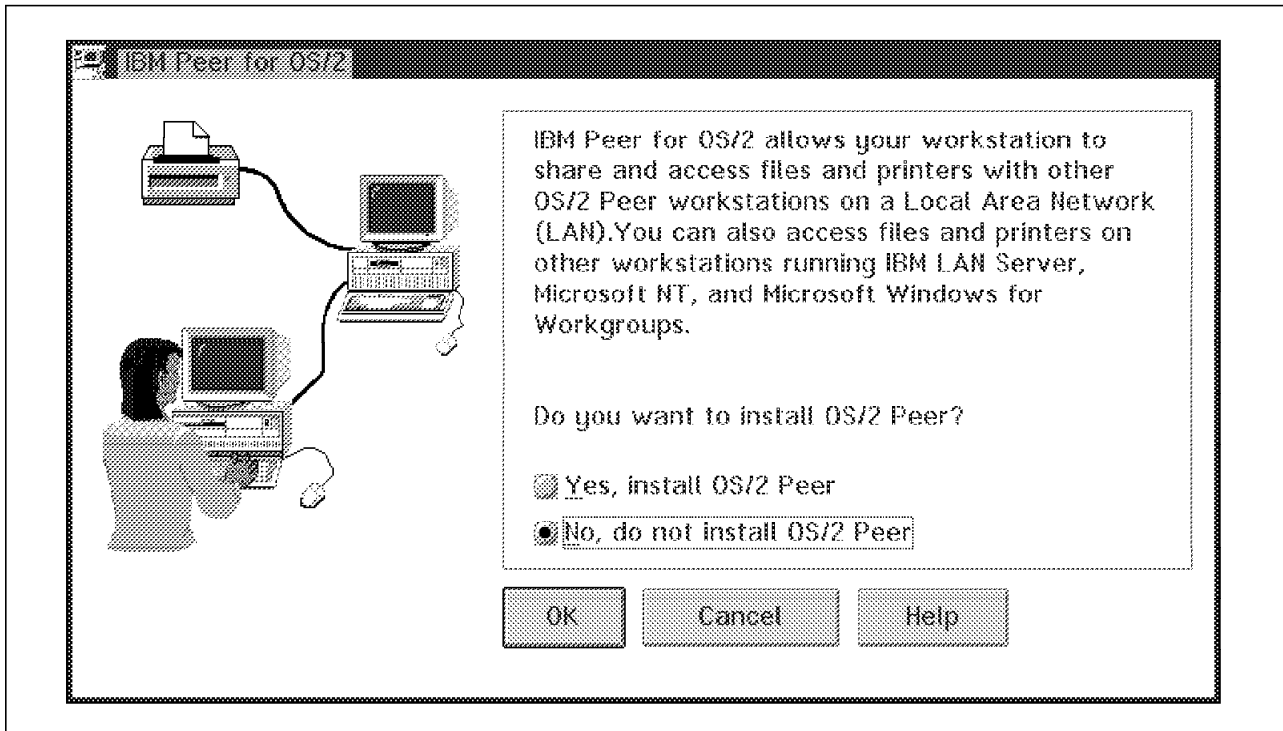 IBM Peer for OS/2
IBM Peer for OS/2 allows your workstation to
share and access files and printers with other
OS/2 Peer workstations on a Local Area Network
(LAN).You can also access files and printers on
other workstations running IBM LAN Server,
Microsoft NT, and Microsoft Windows for
Workgroups.
Do you want to install OS/2 Peer?
Yes, install OS/2 Peer
No, do not install OS/2 Peer
OK Cancel Help